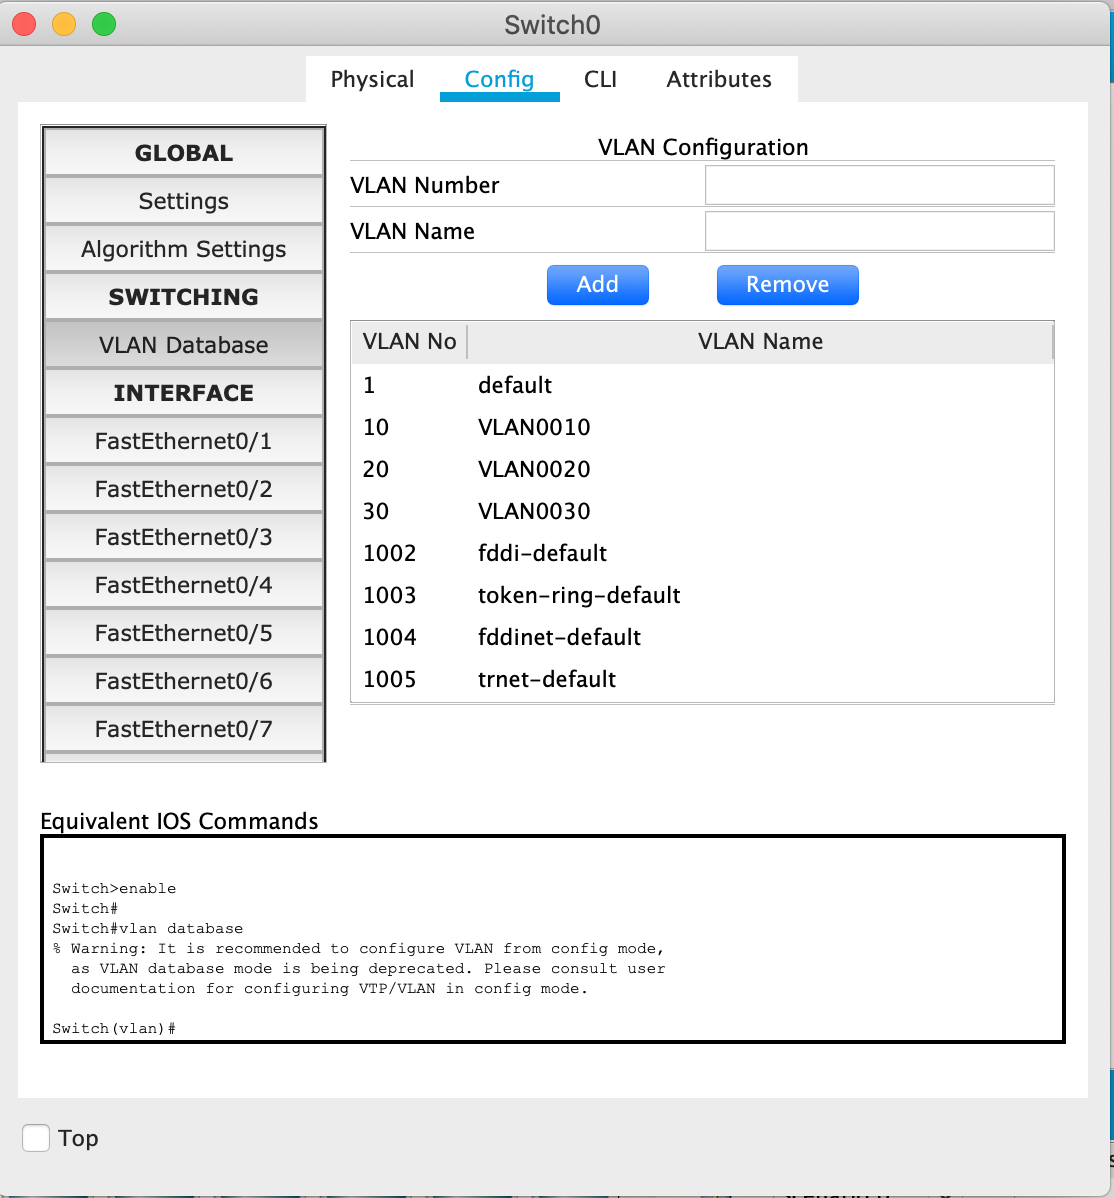 Switch0
Physical Config CLI Attributes
GLOBAL
Settings
Algorithm Settings
SWITCHING
VLAN Database
INTERFACE
FastEthernet0/1
FastEthernet0/2
FastEthernet0/3
FastEthernet0/4
FastEthernet0/5
FastEthernet0/6
FastEthernet0/7
VLAN Configuration
VLAN Number
VLAN Name
Add Remove
VLAN No VLAN Name
1 default
10 VLAN0010
20 VLAN0020
30 VLAN0030
1002 fddi-default
1003 token-ring-default
1004 fddinet-default
1005 trnet-default
Equivalent IOS Commands
Switch>enable
Switch#
Switch#vlan database
% Warning: It is recommended to configure VLAN from config mode,
as VLAN database mode is being deprecated. Please consult user
documentation for configuring VTP/VLAN in config mode.
Switch(vlan)#
Top